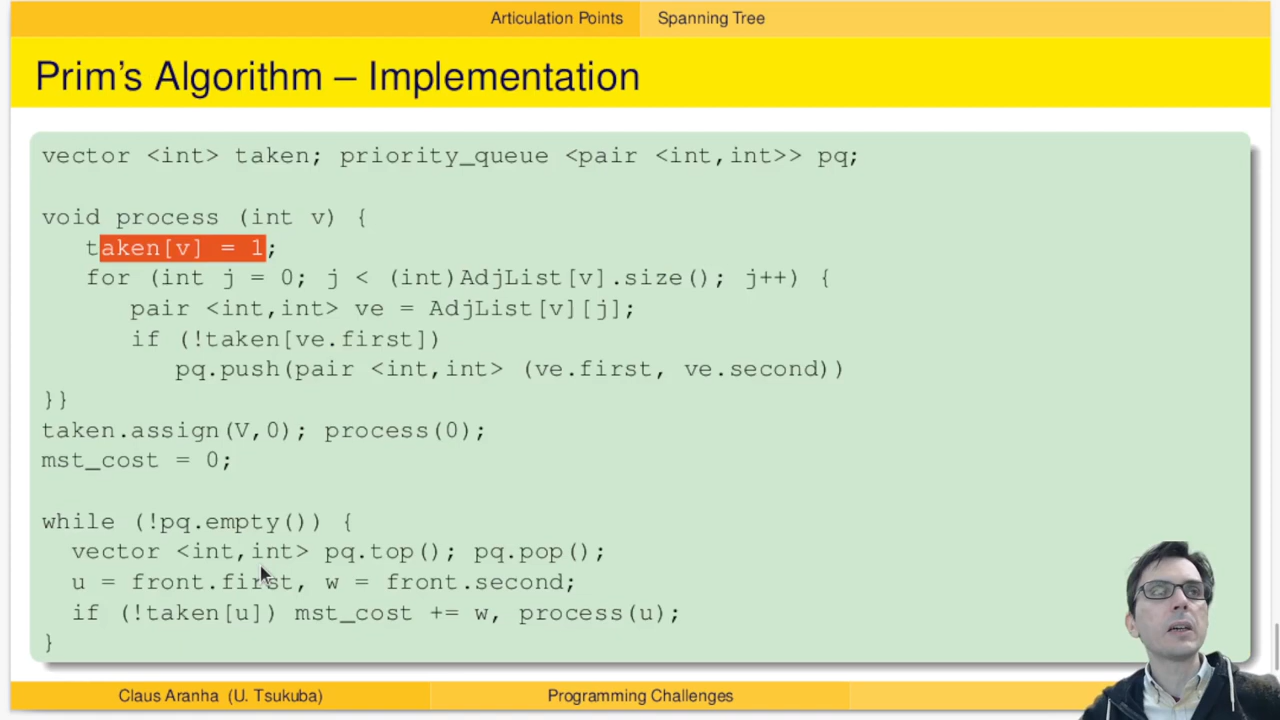 Articulation Points Spanning Tree
Prim's Algorithm – Implementation
vector <int> taken; priority_queue <pair <int,int>> pq;
void process (int v) {
taken[v] = 1;
for (int j = 0; j < (int)AdjList[v].size(); j++) {
pair <int,int> ve = AdjList[v][j];
if (!taken[ve.first])
pq.push(pair <int,int> (ve.first, ve.second))
}}
taken.assign(V,0); process(0);
mst_cost = 0;
while (!pq.empty()) {
vector <int,int> pq.top(); pq.pop();
u = front.first, w = front.second;
if (!taken[u]) mst_cost += w, process(u);
}
Claus Aranha (U. Tsukuba) Programming Challenges